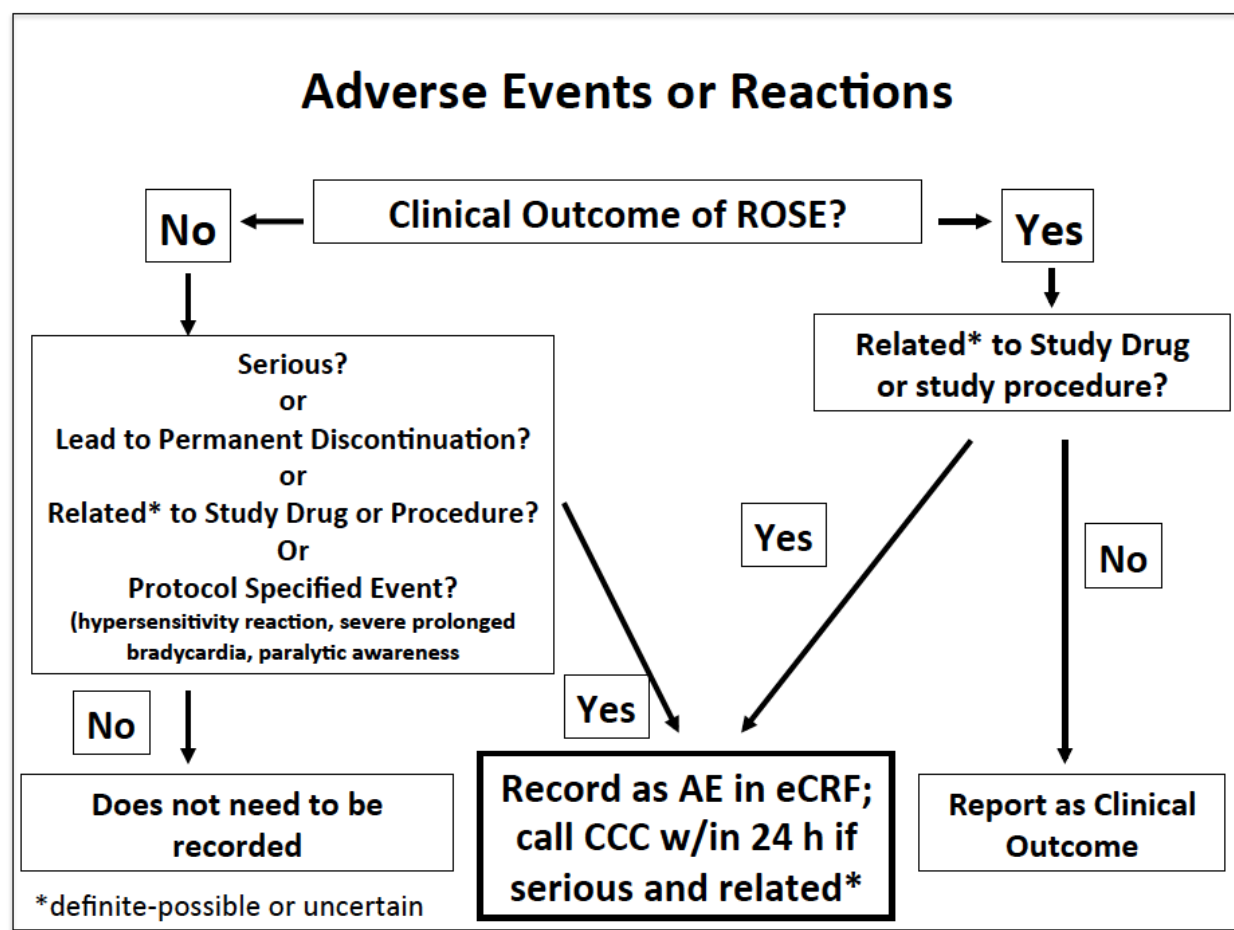 Adverse Events or Reactions
Clinical Outcome of ROSE?
No
Yes
Serious?
or
Lead to Permanent Discontinuation?
or
Related* to Study Drug or Procedure?
Or
Protocol Specified Event?
(hypersensitivity reaction, severe prolonged
bradycardia, paralytic awareness
Related* to Study Drug
or study procedure?
Yes
No
No
Yes
Does not need to be
recorded
Record as AE in eCRF;
call CCC w/in 24 h if
serious and related*
Report as Clinical
Outcome
*definite-possible or uncertain